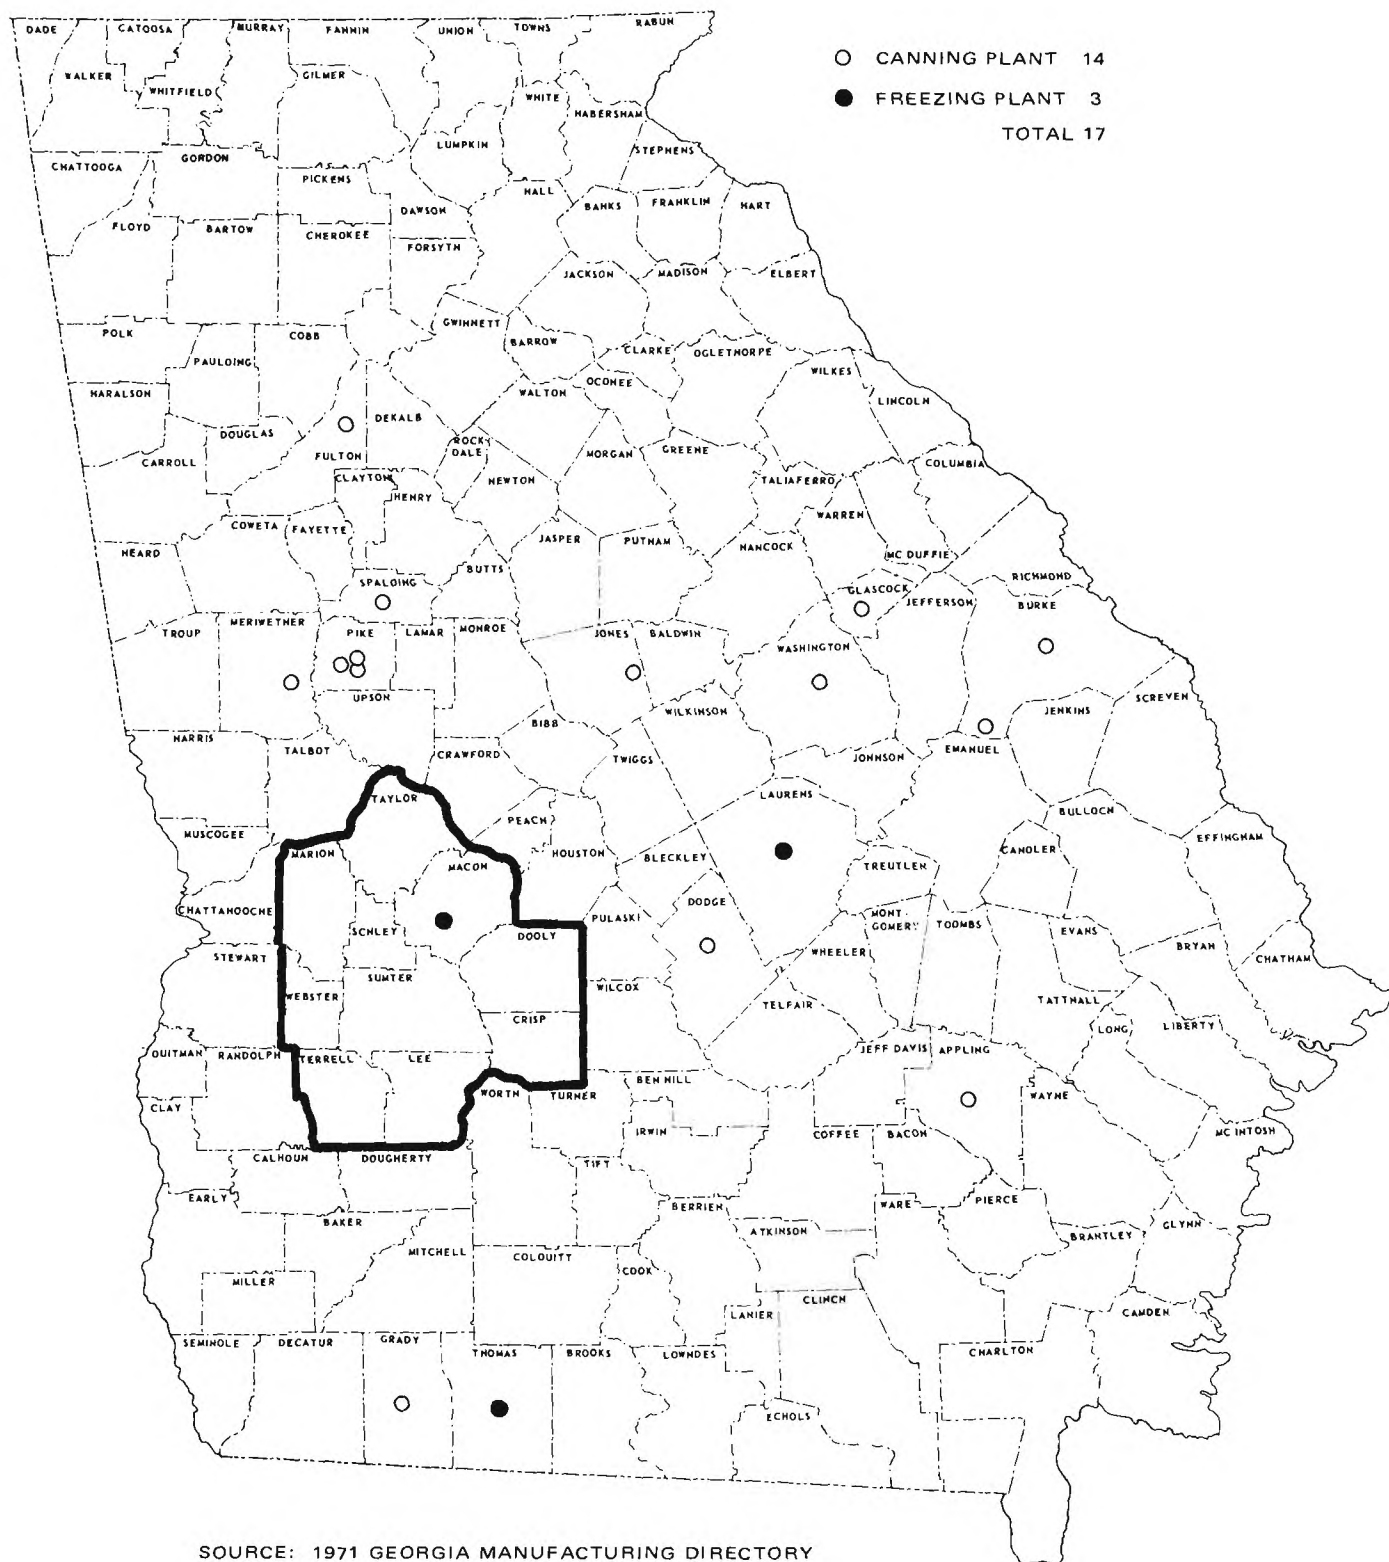 DADE
CATOOSA
MURRAY
FANNIN
UNION
TOWNS
RABUN
○ CANNING PLANT 14
● FREEZING PLANT 3
TOTAL 17
WALKER
WHITFIELD
GILMER
WHITE
HABERSHAM
LUMPKIN
STEPHENS
CHATTOOGA
GORDON
PICKENS
HALL
BANKS
FRANKLIN
HART
DAWSON
FLOYD
BARTOW
CHEROKEE
FORSYTH
JACKSON
MADISON
ELBERT
POLK
COBB
GWINNETT
BARROW
CLARKE
OGLETHORPE
PAULDING
WILKES
HARALSON
WALTON
OCONEE
LINCOLN
DOUGLAS
DEKALB
CARROLL
FULTON
ROCK
DALE
MORGAN
GREENE
COLUMBIA
CLAYTON
HENRY
NEWTON
TALIAFERRO
WARREN
COWETA
FAYETTE
HEARD
JASPER
PUTNAM
HANCOCK
MC DUFFIE
SPALDING
BUTTS
GLASCOCK
RICHMOND
JEFFERSON
BURKE
TROUP
MERIWETHER
PIKE
LAMAR
MONROE
JONES
BALDWIN
WASHINGTON
UPSON
SCREVEN
JENKINS
HARRIS
TALBOT
CRAWFORD
BIBB
WILKINSON
TWIGGS
JOHNSON
EMANUEL
TAYLOR
LAURENS
BULLOCH
MUSCOGEE
PEACH
EFFINGHAM
MARION
MACON
HOUSTON
BLECKLEY
TREUTLEN
CANDLER
CHATTAHOOCHE
SCHLEY
DOOLY
PULASKI
DODGE
MONT-
GOMERY
TOOMBS
EVANS
BRYAN
CHATHAM
STEWART
SUMTER
WHEELER
WEBSTER
WILCOX
TELFAIR
TATTNALL
CRISP
LONG
LIBERTY
QUITMAN
RANDOLPH
TERRELL
LEE
JEFF DAVIS
APPLING
CLAY
WORTH
TURNER
BEN HILL
WAYNE
IRWIN
COFFEE
BACON
MC INTOSH
CALHOUN
DOUGHERTY
TIFT
EARLY
BAKER
BERRIEN
WARE
PIERCE
GLYNN
MITCHELL
COLQUITT
ATKINSON
BRANTLEY
MILLER
COOK
LANIER
CLINCH
CAMDEN
SEMINOLE
DECATUR
GRADY
THOMAS
BROOKS
LOWNDES
CHARLTON
ECHOLS
SOURCE: 1971 GEORGIA MANUFACTURING DIRECTORY